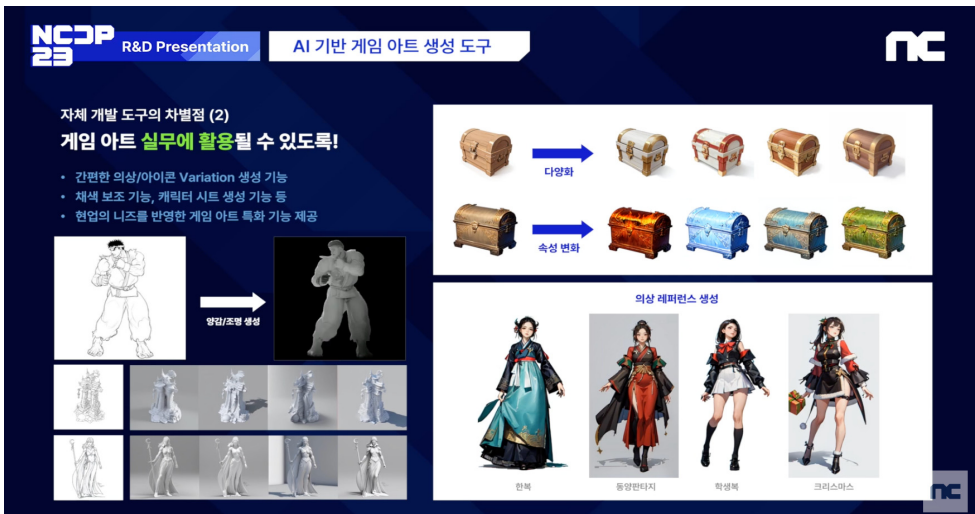 NCDP
23
R&D Presentation
AI 기반 게임 아트 생성 도구
nc
자체 개발 도구의 차별점 (2)
게임 아트 실무에 활용될 수 있도록!
• 간편한 의상/아이콘 Variation 생성 기능
• 채색 보조 기능, 캐릭터 시트 생성 기능 등
• 현업의 니즈를 반영한 게임 아트 특화 기능 제공
양감/조명 생성
다양화
속성 변화
의상 레퍼런스 생성
한복
동양판타지
학생복
크리스마스
nc